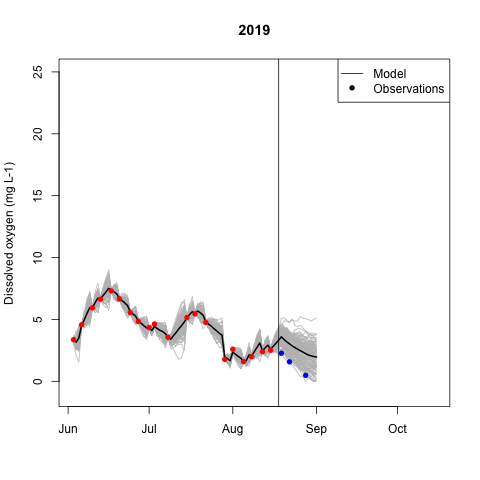 2019
Model
Observations
Dissolved oxygen (mg L-1)
25
20
15
10
5
0
Jun
Jul
Aug
Sep
Oct